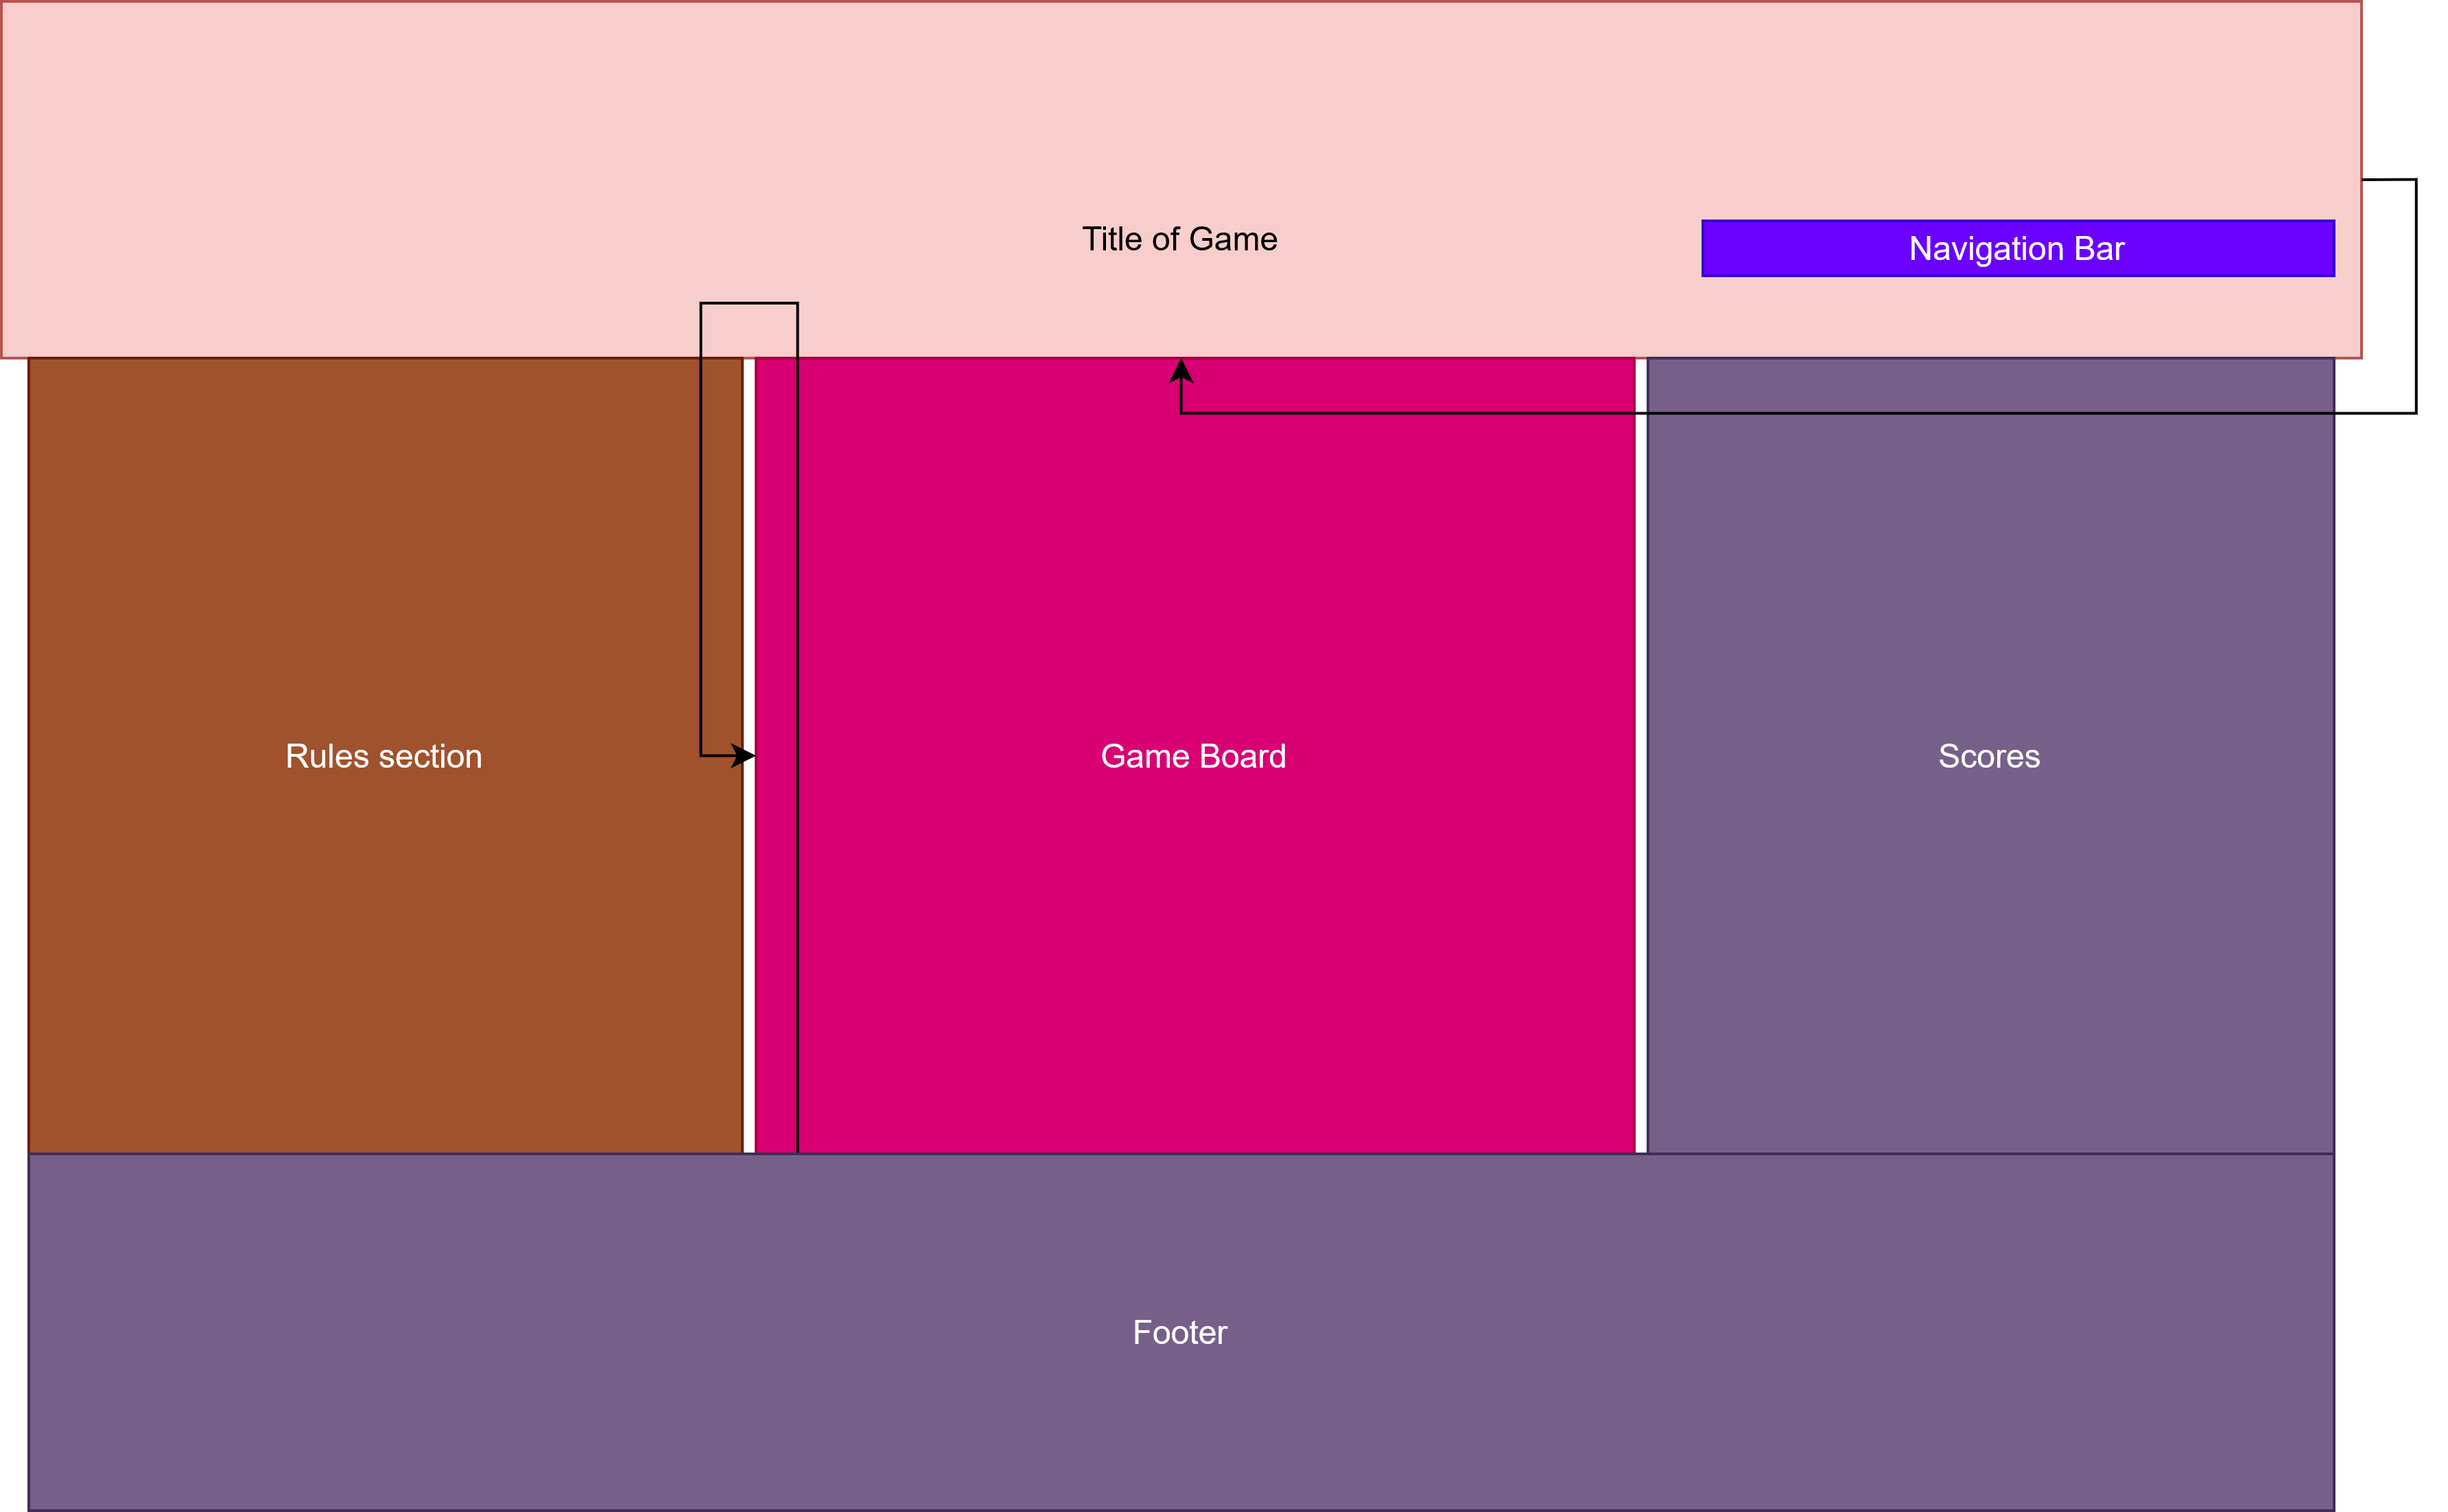 Title of Game
Navigation Bar
Rules section
Game Board
Scores
Footer